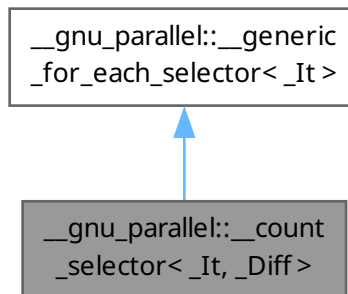 __gnu_parallel::__generic
_for_each_selector< _It >
__gnu_parallel::__count
_selector< _It, _Diff >